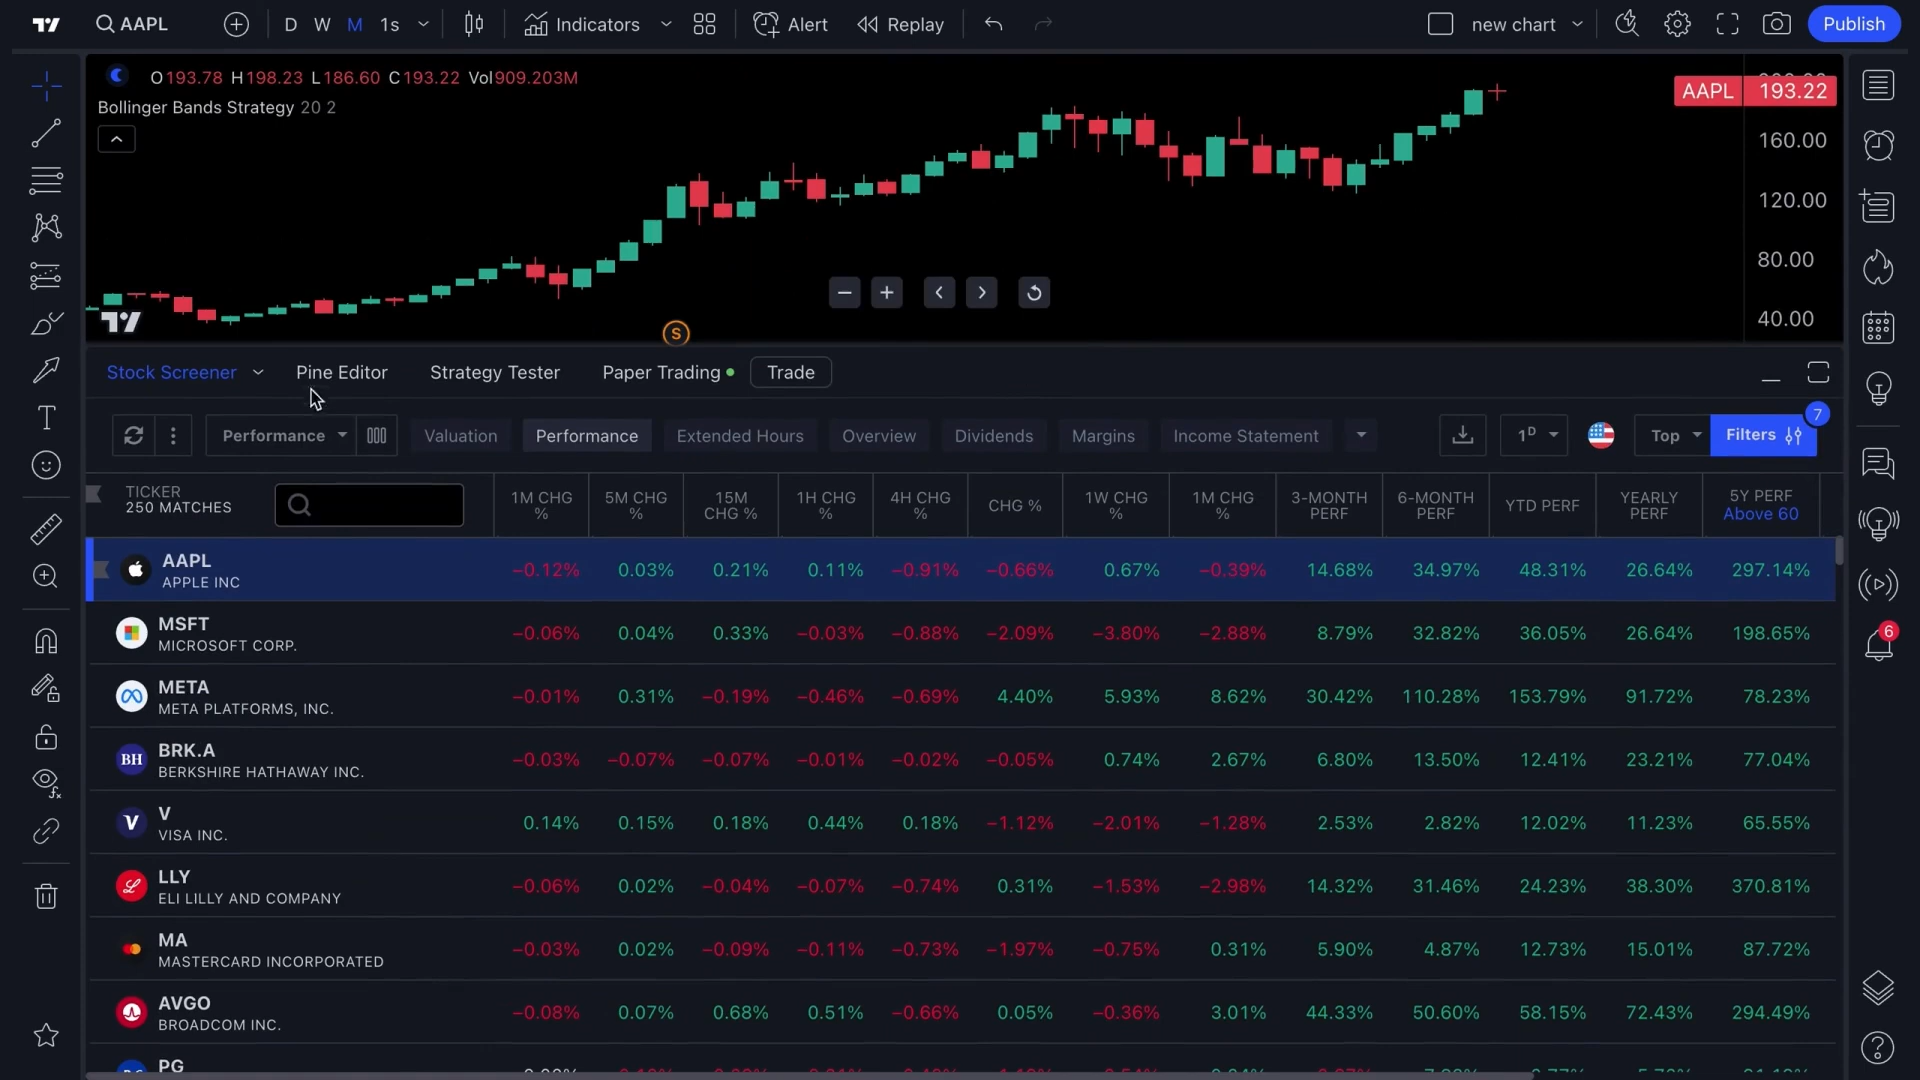 AAPL D W M 1s Indicators Alert Replay new chart Publish
O193.78 H198.23 L186.60 C193.22 Vol909.203M
Bollinger Bands Strategy 20 2
AAPL 193.22
160.00
120.00
80.00
40.00
S
Stock Screener Pine Editor Strategy Tester Paper Trading Trade
Performance Valuation Performance Extended Hours Overview Dividends Margins Income Statement 1D Top Filters 7
TICKER
250 MATCHES
1M CHG %
5M CHG %
15M CHG %
1H CHG %
4H CHG %
CHG %
1W CHG %
1M CHG %
3-MONTH PERF
6-MONTH PERF
YTD PERF
YEARLY PERF
5Y PERF
Above 60
AAPL
APPLE INC
−0.12% 0.03% 0.21% 0.11% −0.91% −0.66% 0.67% −0.39% 14.68% 34.97% 48.31% 26.64% 297.14%
MSFT
MICROSOFT CORP.
−0.06% 0.04% 0.33% −0.03% −0.88% −2.09% −3.80% −2.88% 8.79% 32.82% 36.05% 26.64% 198.65%
6
META
META PLATFORMS, INC.
−0.01% 0.31% −0.19% −0.46% −0.69% 4.40% 5.93% 8.62% 30.42% 110.28% 153.79% 91.72% 78.23%
BH
BRK.A
BERKSHIRE HATHAWAY INC.
−0.03% −0.07% −0.07% −0.01% −0.02% −0.05% 0.74% 2.67% 6.80% 13.50% 12.41% 23.21% 77.04%
V
V
VISA INC.
0.14% 0.15% 0.18% 0.44% 0.18% −1.12% −2.01% −1.28% 2.53% 2.82% 12.02% 11.23% 65.55%
LLY
ELI LILLY AND COMPANY
−0.06% 0.02% −0.04% −0.07% −0.74% 0.31% −1.53% −2.98% 14.32% 31.46% 24.23% 38.30% 370.81%
MA
MASTERCARD INCORPORATED
−0.03% 0.02% −0.09% −0.11% −0.73% −1.97% −0.75% 0.31% 5.90% 4.87% 12.73% 15.01% 87.72%
AVGO
BROADCOM INC.
−0.08% 0.07% 0.68% 0.51% −0.66% 0.05% −0.36% 3.01% 44.33% 50.60% 58.15% 72.43% 294.49%
PG